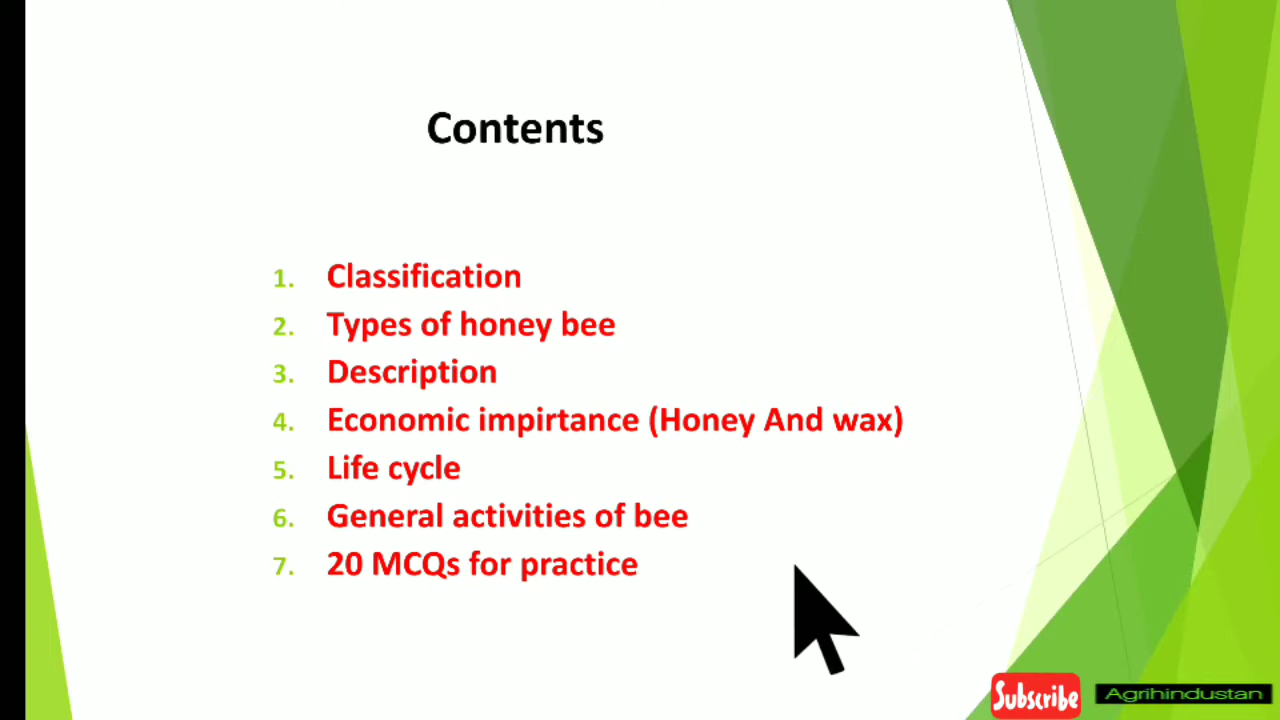 Contents
1. Classification
2. Types of honey bee
3. Description
4. Economic impirtance (Honey And wax)
5. Life cycle
6. General activities of bee
7. 20 MCQs for practice
Subscribe
Agrihindustan